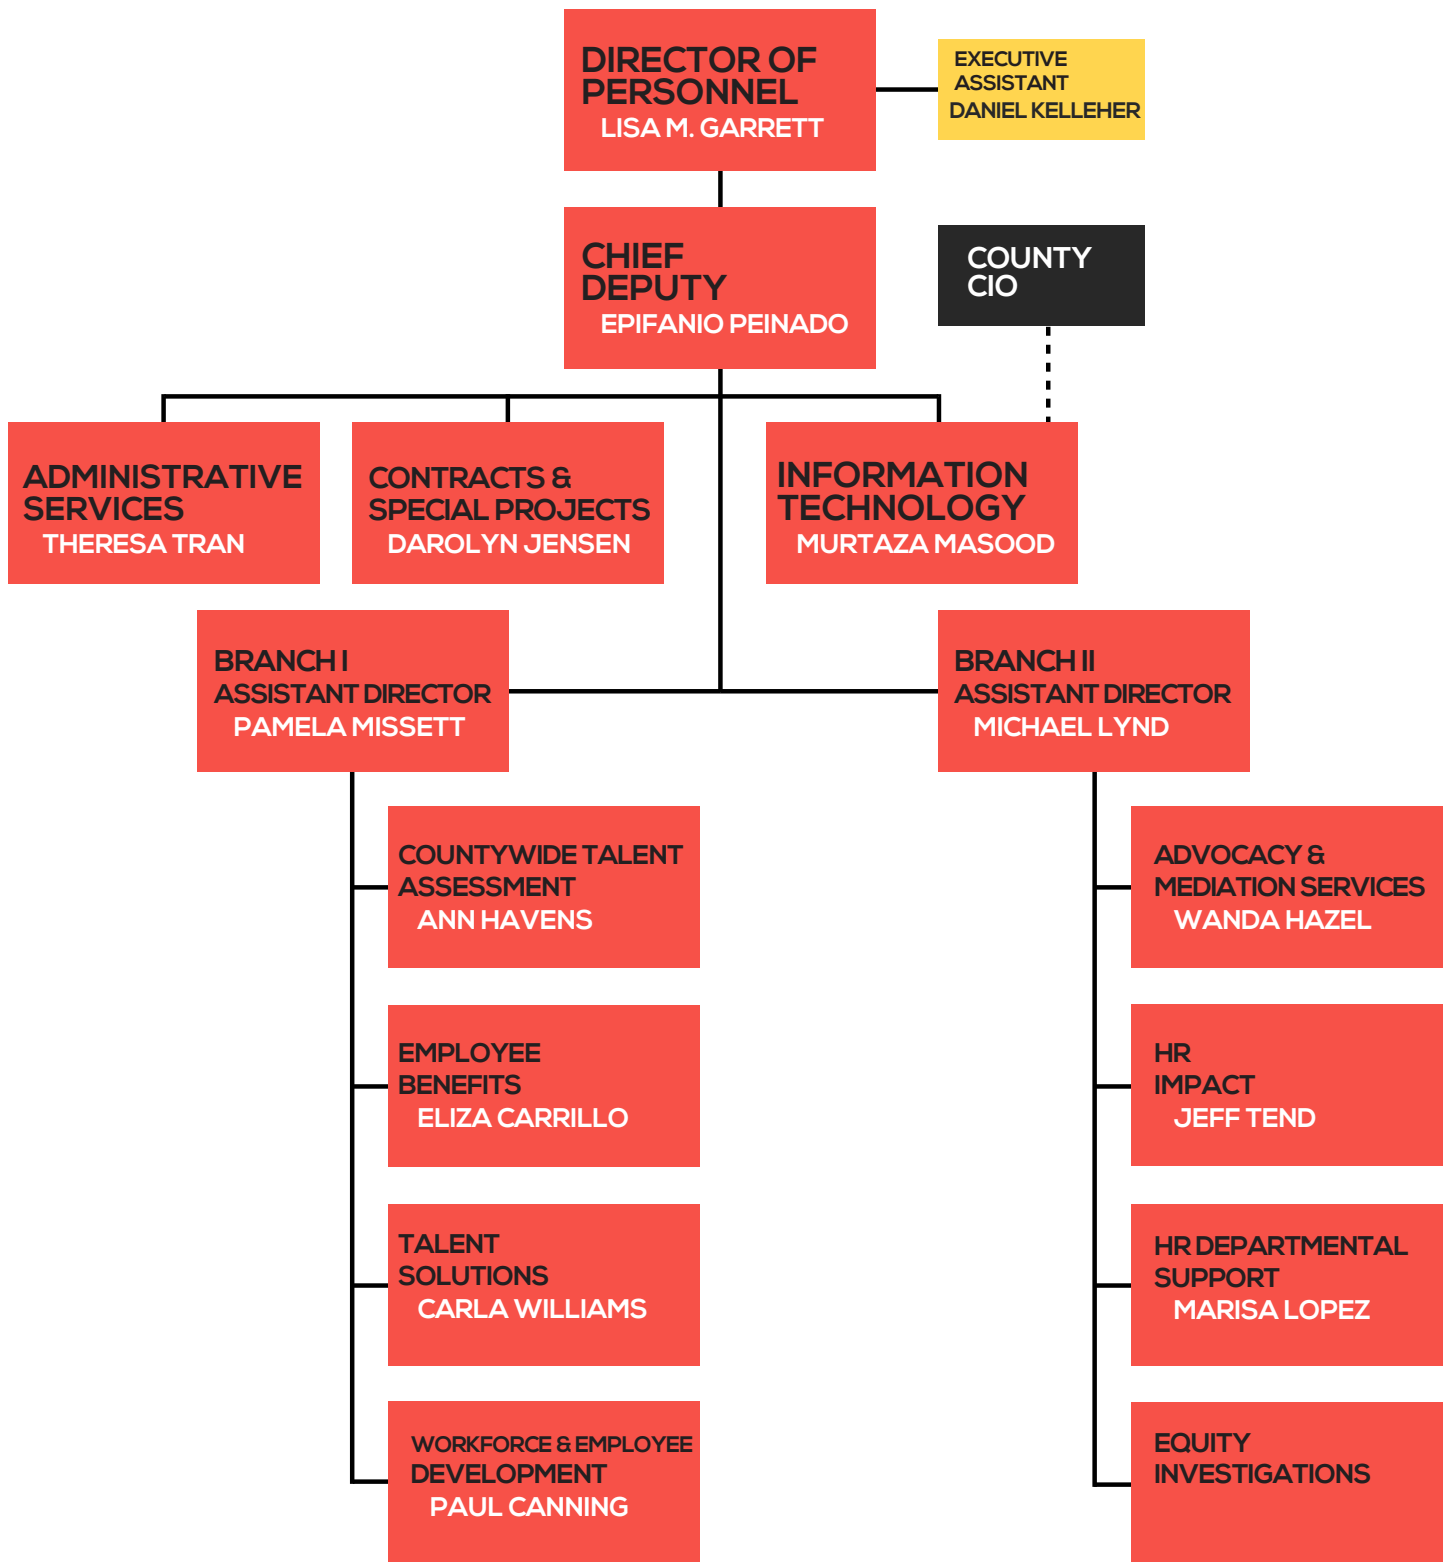 DIRECTOR OF
PERSONNEL
LISA M. GARRETT
EXECUTIVE
ASSISTANT
DANIEL KELLEHER
CHIEF
DEPUTY
EPIFANIO PEINADO
COUNTY
CIO
ADMINISTRATIVE
SERVICES
THERESA TRAN
CONTRACTS &
SPECIAL PROJECTS
DAROLYN JENSEN
INFORMATION
TECHNOLOGY
MURTAZA MASOOD
BRANCH I
ASSISTANT DIRECTOR
PAMELA MISSETT
BRANCH II
ASSISTANT DIRECTOR
MICHAEL LYND
COUNTYWIDE TALENT
ASSESSMENT
ANN HAVENS
EMPLOYEE
BENEFITS
ELIZA CARRILLO
TALENT
SOLUTIONS
CARLA WILLIAMS
WORKFORCE & EMPLOYEE
DEVELOPMENT
PAUL CANNING
ADVOCACY &
MEDIATION SERVICES
WANDA HAZEL
HR
IMPACT
JEFF TEND
HR DEPARTMENTAL
SUPPORT
MARISA LOPEZ
EQUITY
INVESTIGATIONS